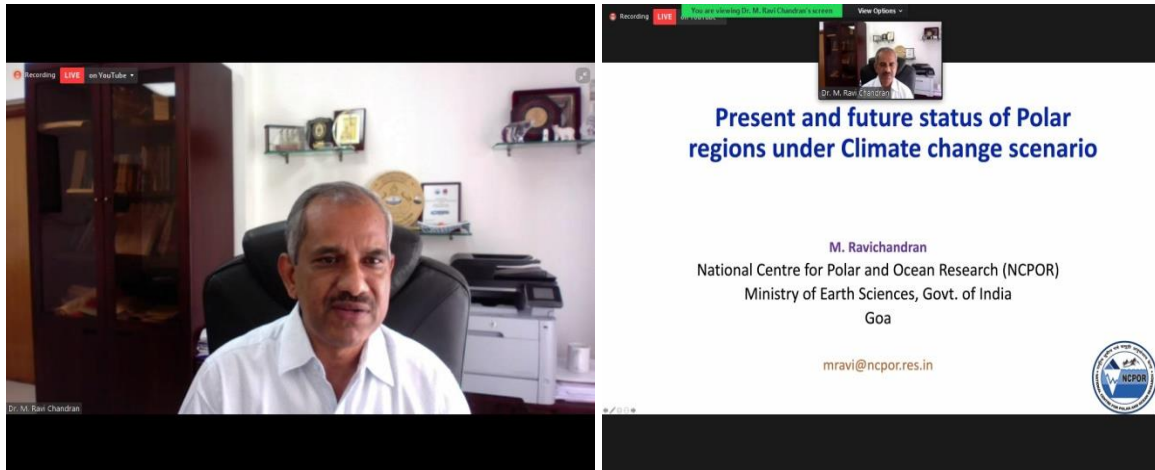 Recording LIVE on YouTube
Dr. M. Ravi Chandran
Recording LIVE
You are viewing Dr. M. Ravi Chandran's screen
View Options
Dr. M. Ravi Chandran
Present and future status of Polar
regions under Climate change scenario
M. Ravichandran
National Centre for Polar and Ocean Research (NCPOR)
Ministry of Earth Sciences, Govt. of India
Goa
mravi@ncpor.res.in
NCPOR